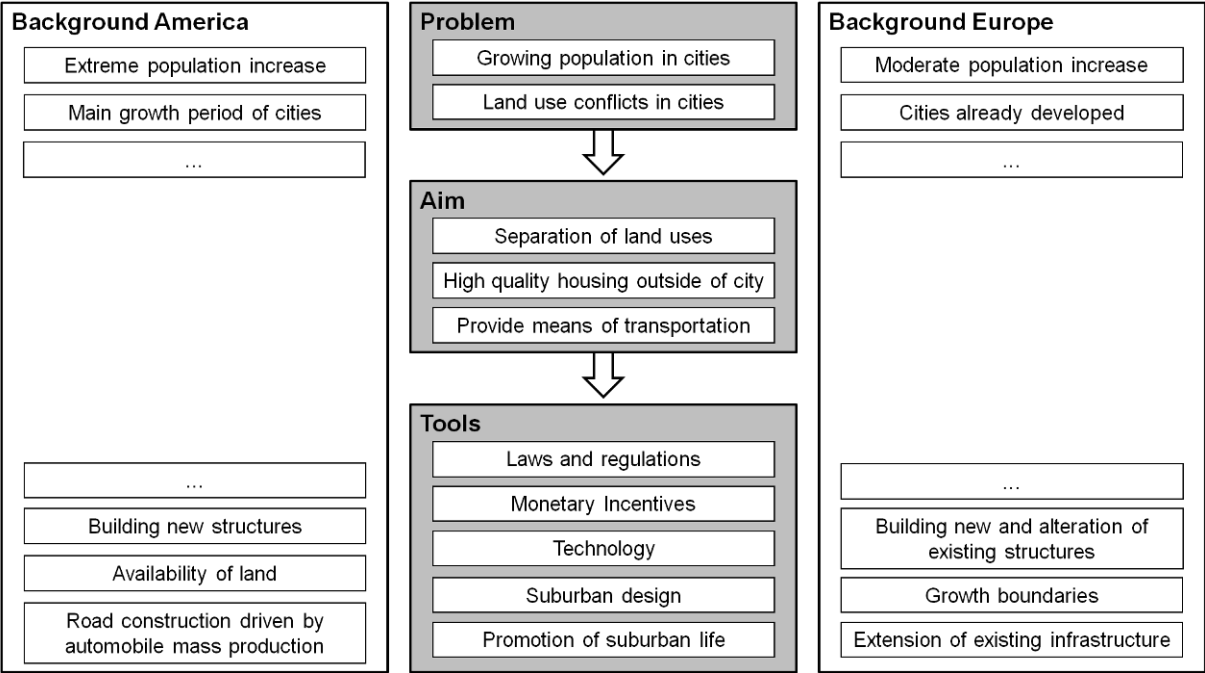 Background America
Extreme population increase
Main growth period of cities
...
...
Building new structures
Availability of land
Road construction driven by
automobile mass production
Problem
Growing population in cities
Land use conflicts in cities
Aim
Separation of land uses
High quality housing outside of city
Provide means of transportation
Tools
Laws and regulations
Monetary Incentives
Technology
Suburban design
Promotion of suburban life
Background Europe
Moderate population increase
Cities already developed
...
...
Building new and alteration of
existing structures
Growth boundaries
Extension of existing infrastructure